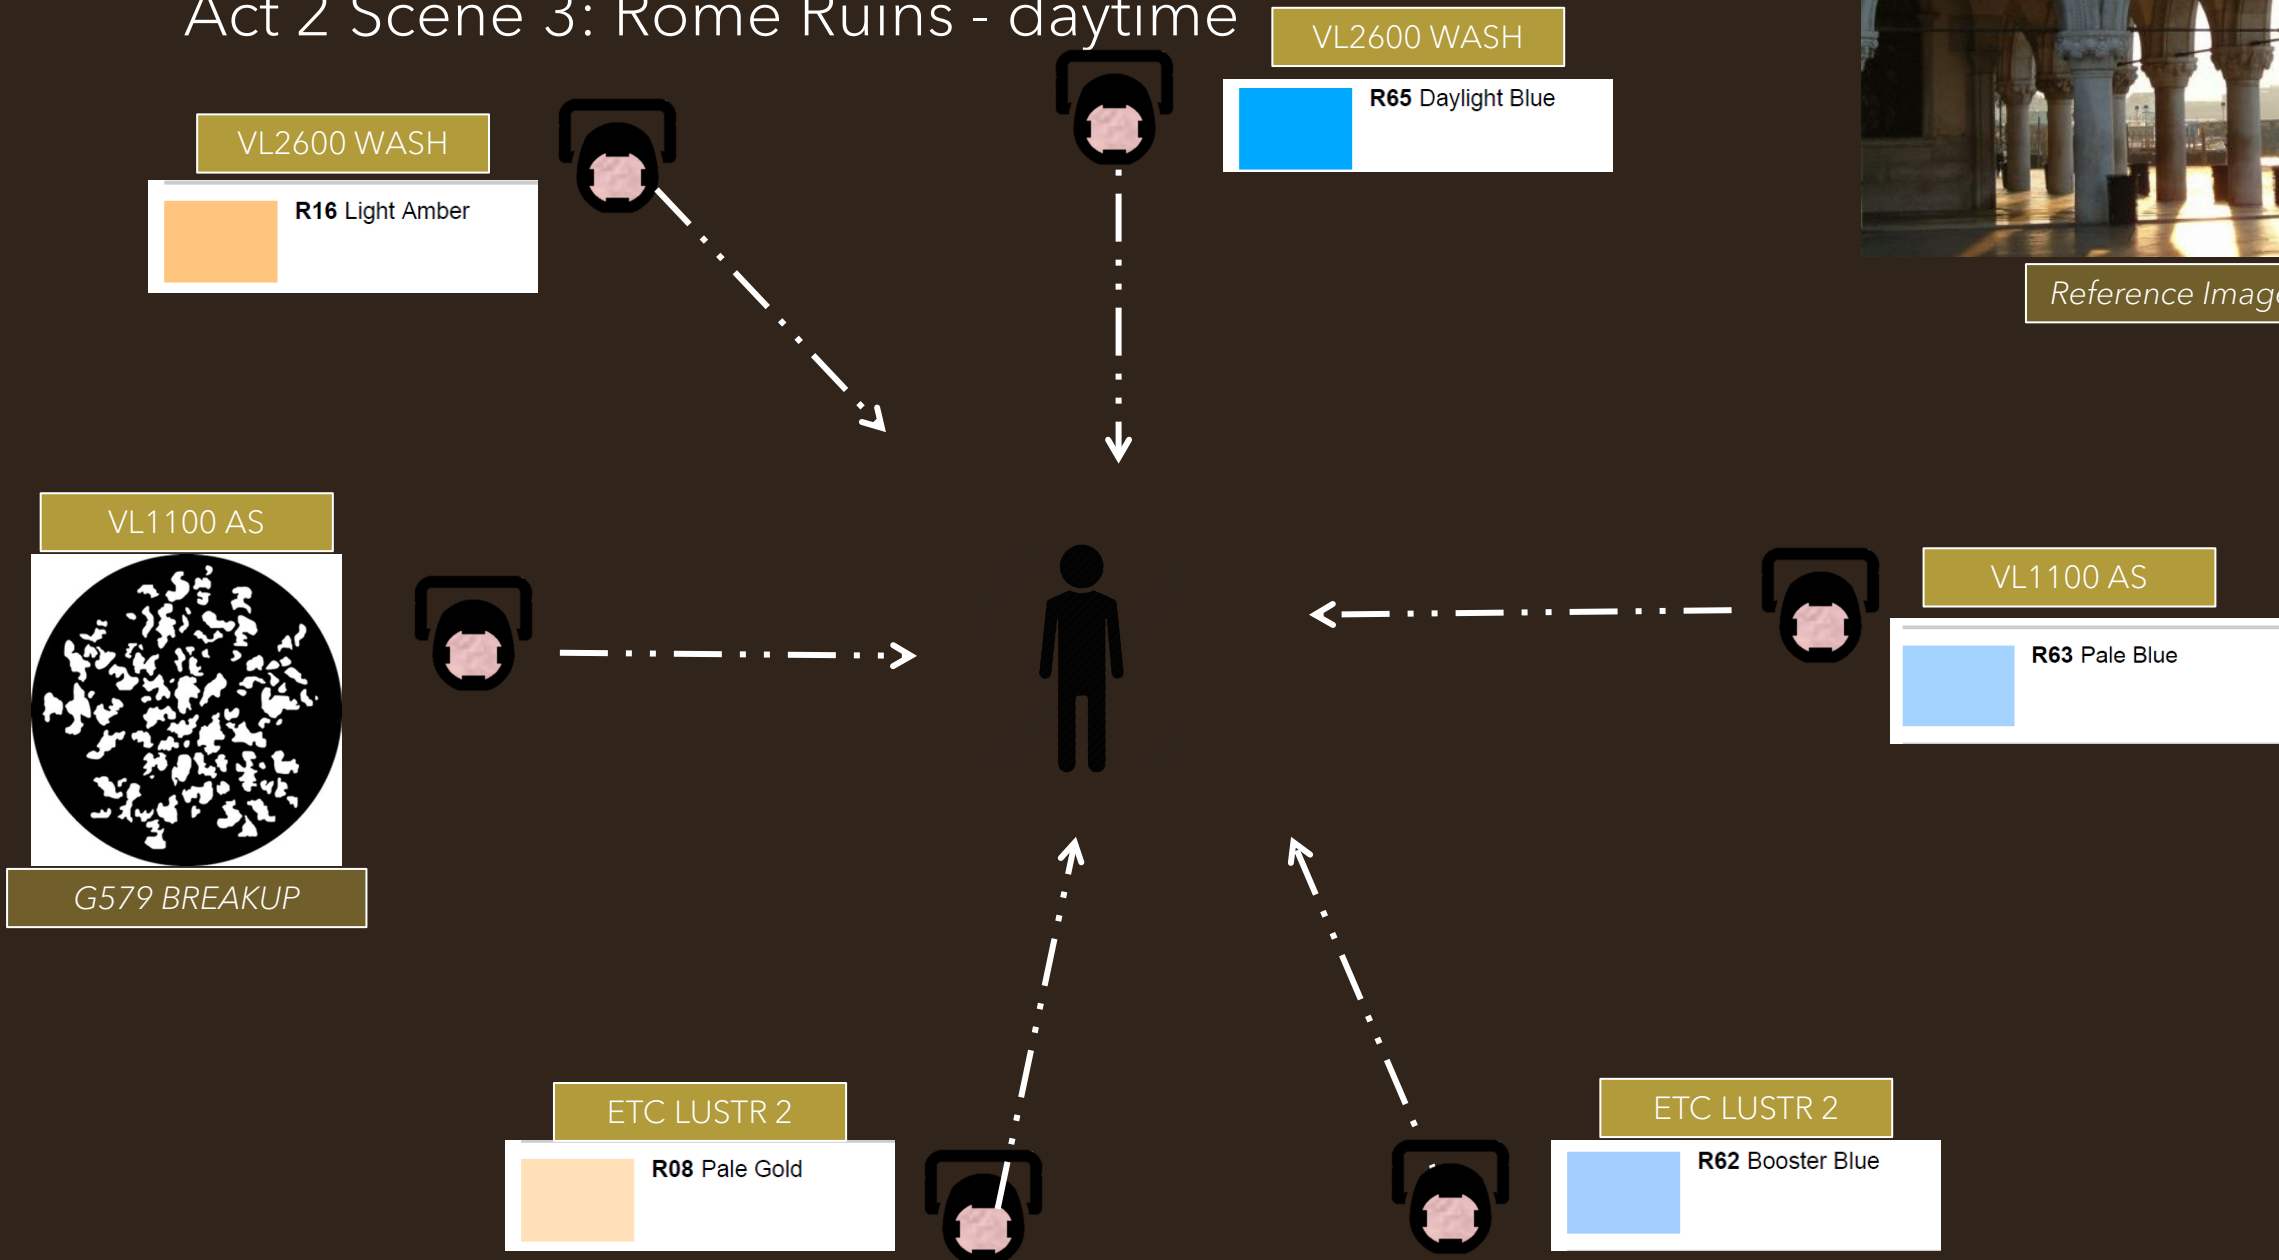 Act 2 Scene 3: Rome Ruins - daytime
VL2600 WASH
R65 Daylight Blue
VL2600 WASH
R16 Light Amber
Reference Image
VL1100 AS
G579 BREAKUP
VL1100 AS
R63 Pale Blue
ETC LUSTR 2
R08 Pale Gold
ETC LUSTR 2
R62 Booster Blue